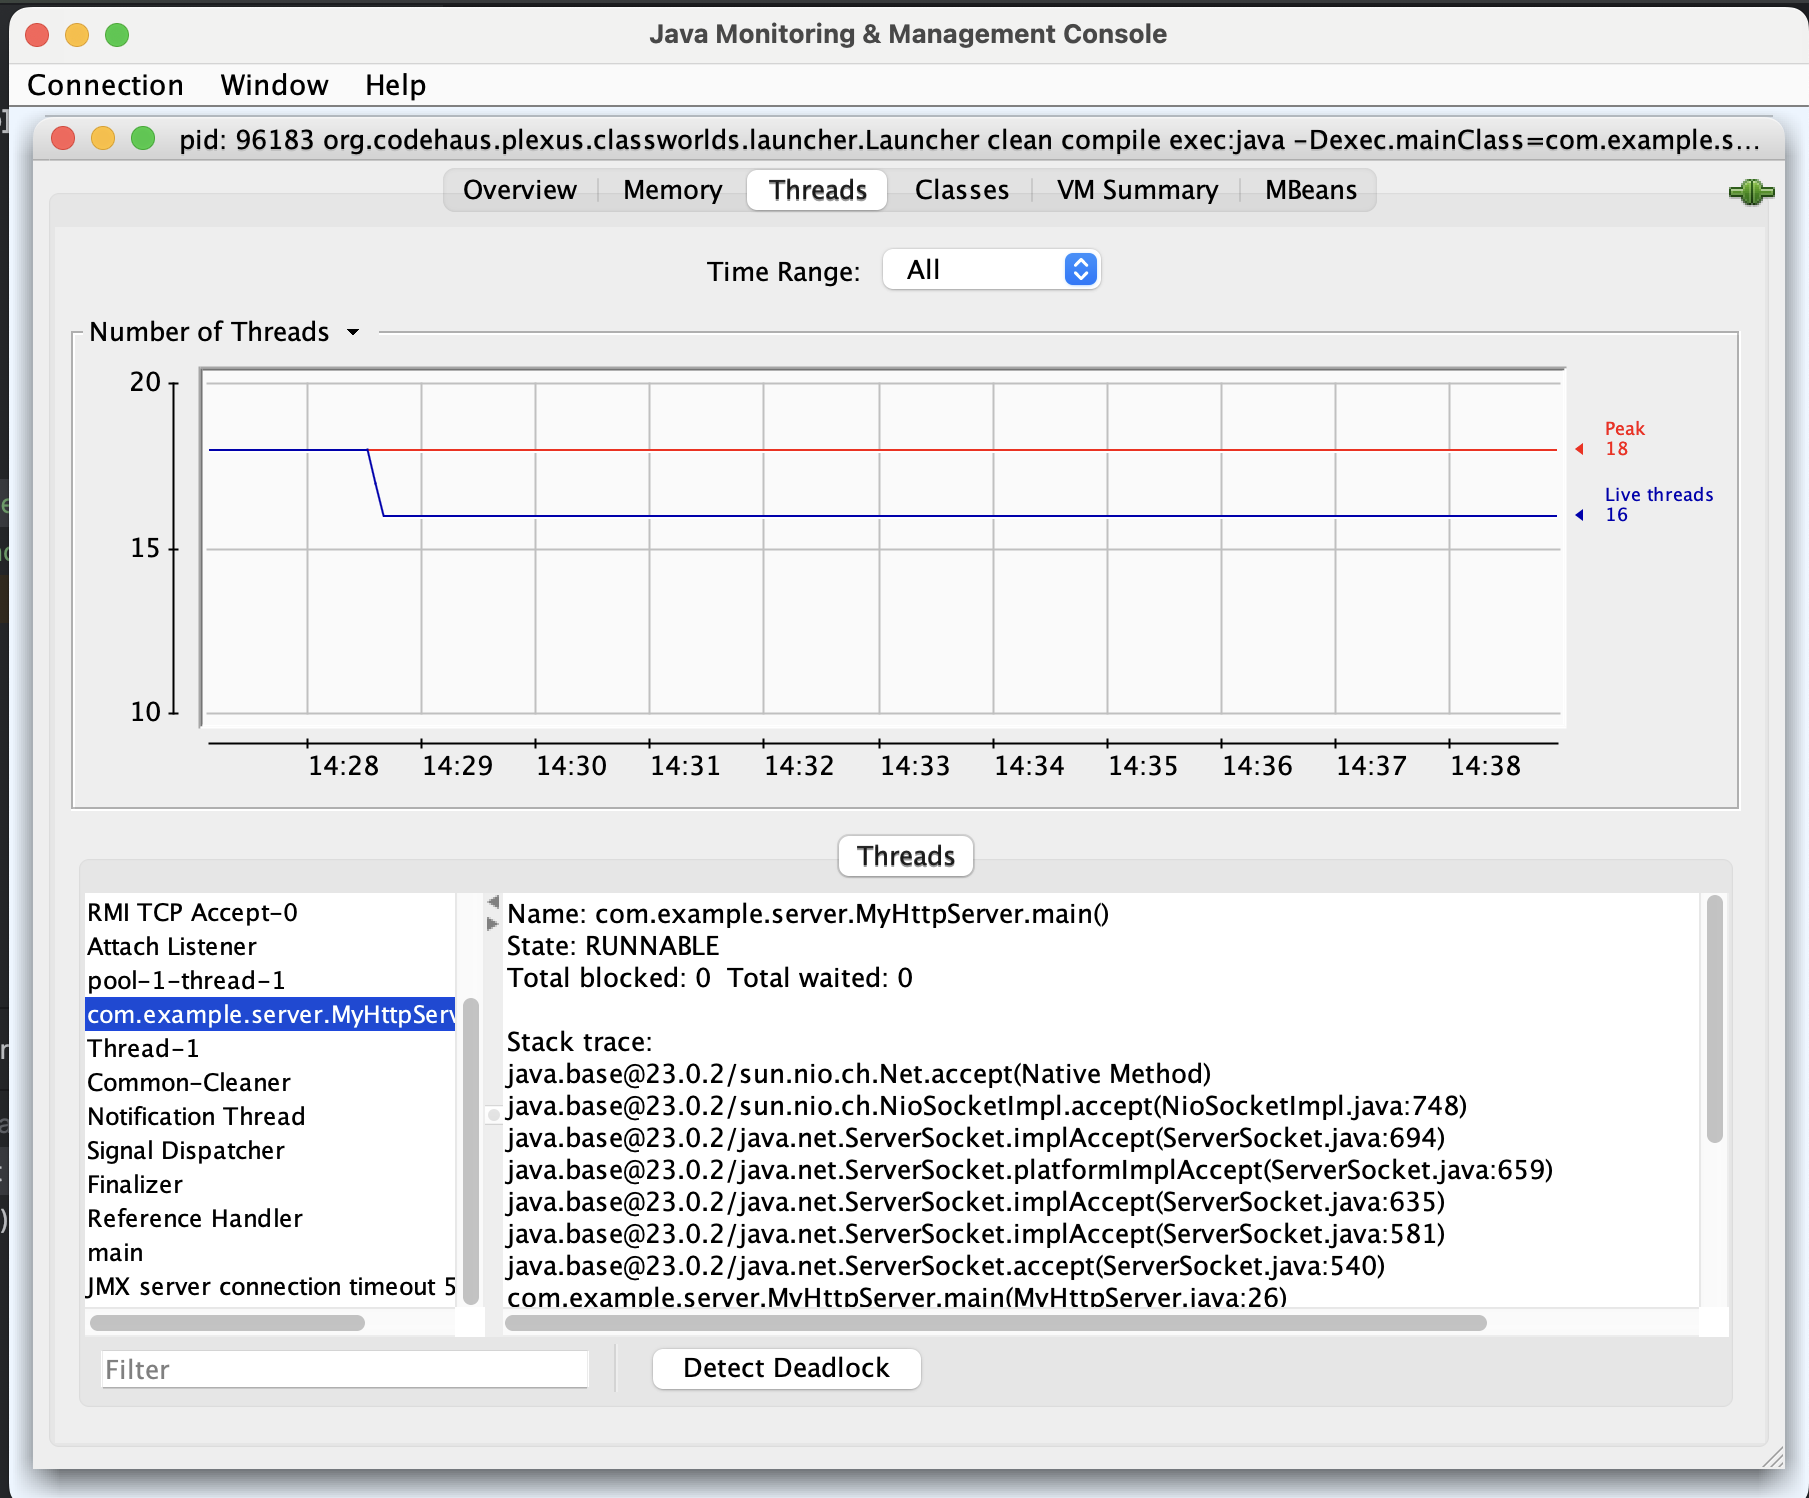 Java Monitoring & Management Console
Connection Window Help
pid: 96183 org.codehaus.plexus.classworlds.launcher.Launcher clean compile exec:java -Dexec.mainClass=com.example.s...
Overview Memory Threads Classes VM Summary MBeans
Time Range: All
Number of Threads
20
15
10
Peak
18
Live threads
16
14:28 14:29 14:30 14:31 14:32 14:33 14:34 14:35 14:36 14:37 14:38
Threads
RMI TCP Accept-0
Attach Listener
pool-1-thread-1
com.example.server.MyHttpServ
Thread-1
Common-Cleaner
Notification Thread
Signal Dispatcher
Finalizer
Reference Handler
main
JMX server connection timeout 5
Name: com.example.server.MyHttpServer.main()
State: RUNNABLE
Total blocked: 0 Total waited: 0
Stack trace:
java.base@23.0.2/sun.nio.ch.Net.accept(Native Method)
java.base@23.0.2/sun.nio.ch.NioSocketImpl.accept(NioSocketImpl.java:748)
java.base@23.0.2/java.net.ServerSocket.implAccept(ServerSocket.java:694)
java.base@23.0.2/java.net.ServerSocket.platformImplAccept(ServerSocket.java:659)
java.base@23.0.2/java.net.ServerSocket.implAccept(ServerSocket.java:635)
java.base@23.0.2/java.net.ServerSocket.implAccept(ServerSocket.java:581)
java.base@23.0.2/java.net.ServerSocket.accept(ServerSocket.java:540)
com.example.server.MyHttpServer.main(MyHttpServer.java:26)
Filter
Detect Deadlock